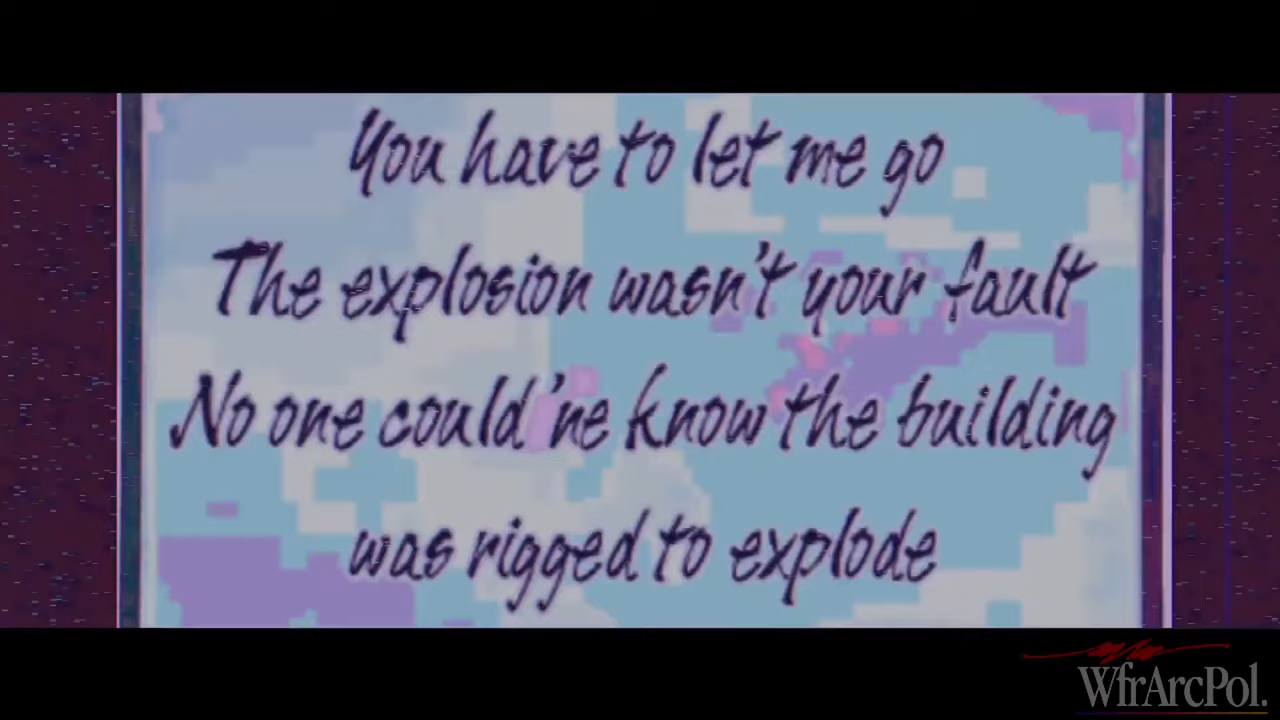 You have to let me go
The explosion wasn't your fault
No one could'ne know the building
was rigged to explode
WfrArcPol.